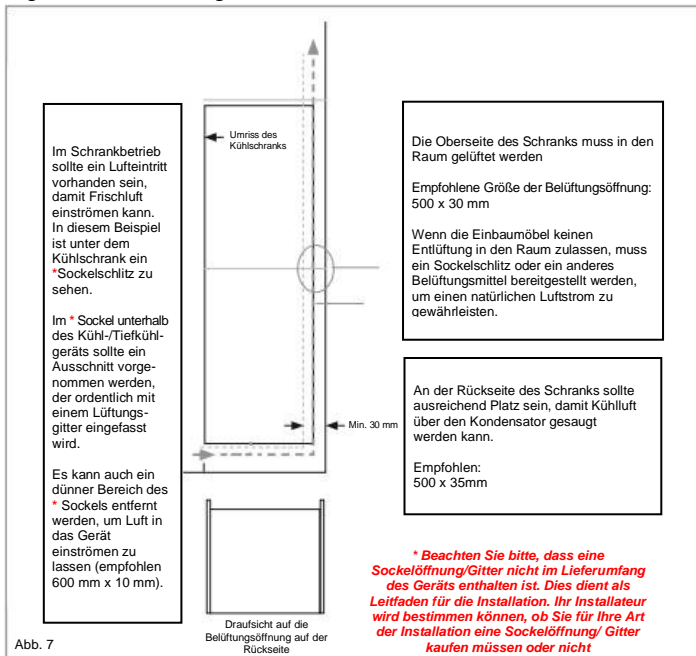 Im Schrankbetrieb
sollte ein Lufteintritt
vorhanden sein,
damit Frischluft
einströmen kann.
In diesem Beispiel
ist unter dem
Kühlschrank ein
*Sockelschlitz zu
sehen.
Im * Sockel unterhalb
des Kühl-/Tiefkühl-
geräts sollte ein
Ausschnitt vorge-
nommen werden,
der ordentlich mit
einem Lüftungs-
gitter eingefasst
wird.
Es kann auch ein
dünner Bereich des
* Sockels entfernt
werden, um Luft in
das Gerät
einströmen zu
lassen (empfohlen
600 mm x 10 mm).
Abb. 7
Umriss des
Kühlschranks
Min. 30 mm
Draufsicht auf die
Belüftungsöffnung auf der
Rückseite
Die Oberseite des Schranks muss in den
Raum gelüftet werden
Empfohlene Größe der Belüftungsöffnung:
500 x 30 mm
Wenn die Einbaumöbel keinen
Entlüftung in den Raum zulassen, muss
ein Sockelschlitz oder ein anderes
Belüftungsmittel bereitgestellt werden,
um einen natürlichen Luftstrom zu
gewährleisten.
An der Rückseite des Schranks sollte
ausreichend Platz sein, damit Kühlluft
über den Kondensator gesaugt
werden kann.
Empfohlen:
500 x 35mm
* Beachten Sie bitte, dass eine
Sockelöffnung/Gitter nicht im Lieferumfang
des Geräts enthalten ist. Dies dient als
Leitfaden für die Installation. Ihr Installateur
wird bestimmen können, ob Sie für Ihre Art
der Installation eine Sockelöffnung/ Gitter
kaufen müssen oder nicht